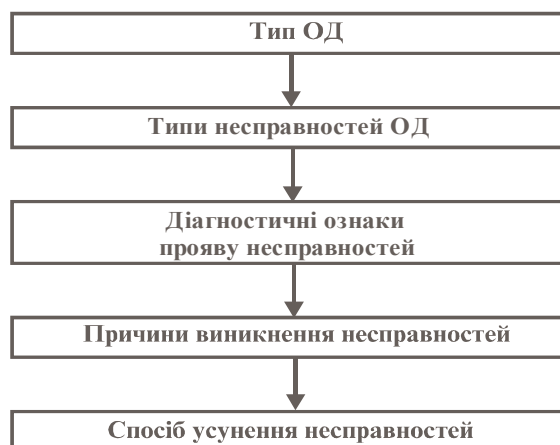 Тип ОД
Типи несправностей ОД
Діагностичні ознаки
прояву несправностей
Причини виникнення несправностей
Спосіб усунення несправностей